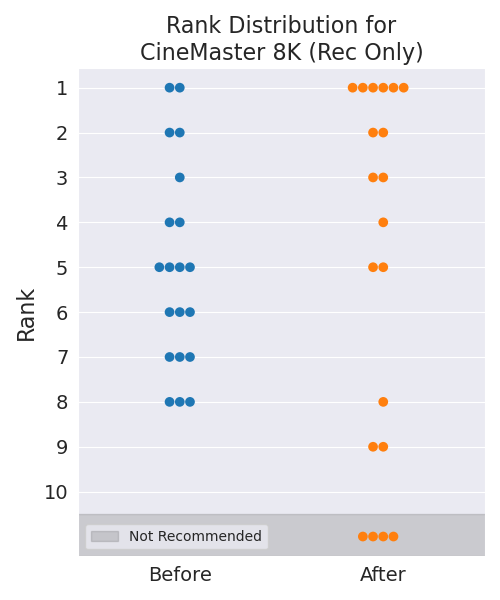 Rank Distribution for
CineMaster 8K (Rec Only)
Rank
1
2
3
4
5
6
7
8
9
10
Not Recommended
Before After